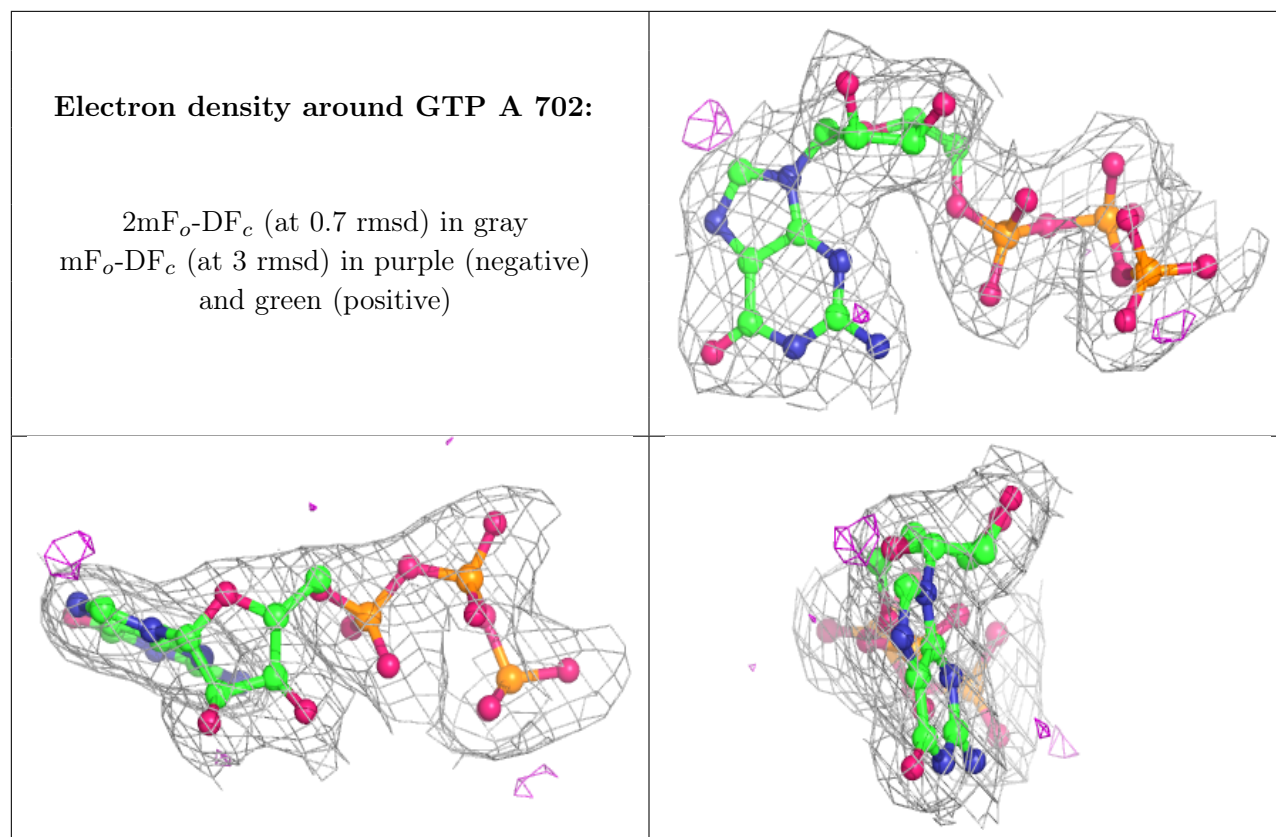 Electron density around GTP A 702:
2mFo-DFc (at 0.7 rmsd) in gray
mFo-DFc (at 3 rmsd) in purple (negative)
and green (positive)